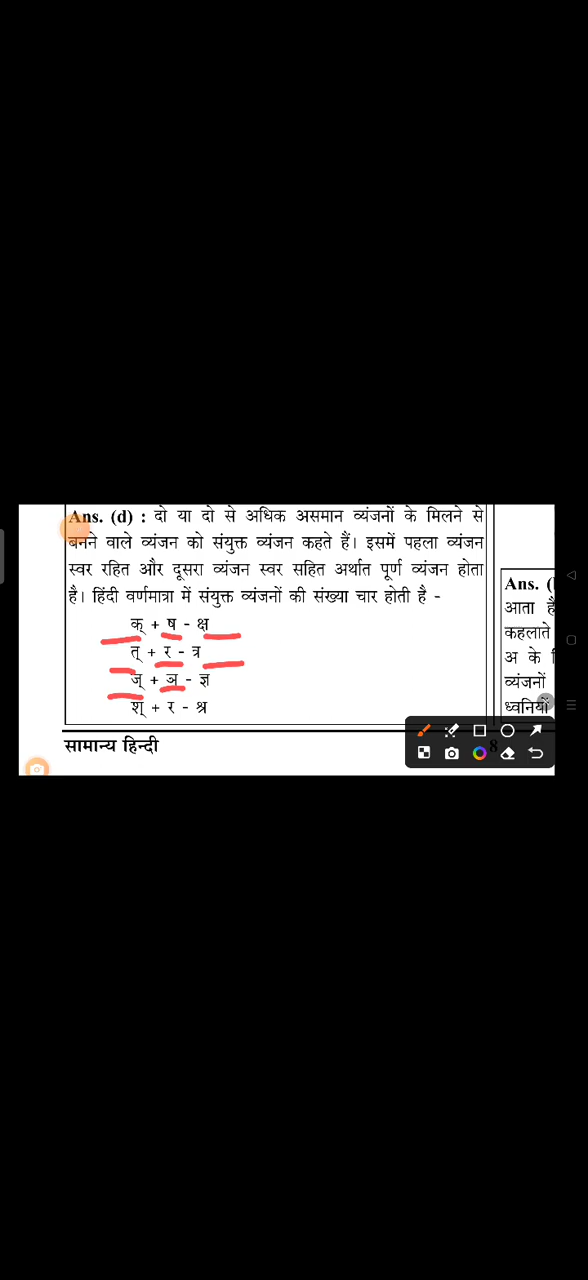 Ans. (d) : दो या दो से अधिक असमान व्यंजनों के मिलने से
बनने वाले व्यंजन को संयुक्त व्यंजन कहते हैं। इसमें पहला व्यंजन
स्वर रहित और दूसरा व्यंजन स्वर सहित अर्थात पूर्ण व्यंजन होता
है। हिंदी वर्णमात्रा में संयुक्त व्यंजनों की संख्या चार होती है -
क् + ष - क्ष
त् + र - त्र
ज् + ञ - ज्ञ
श् + र - श्र
सामान्य हिन्दी
8
Ans. (
आता है
कहलाते
अ के
व्यंजनों
ध्वनियों